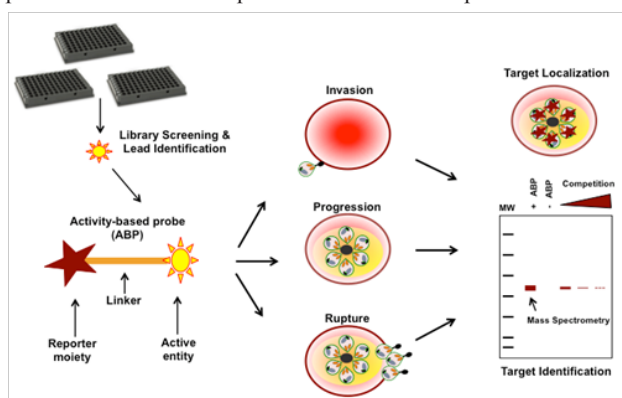 Library Screening &
Lead Identification
Activity-based probe
(ABP)
Linker
Reporter
moiety
Active
entity
Invasion
Progression
Rupture
Target Localization
MW
+ ABP
- ABP
Competition
Mass Spectrometry
Target Identification